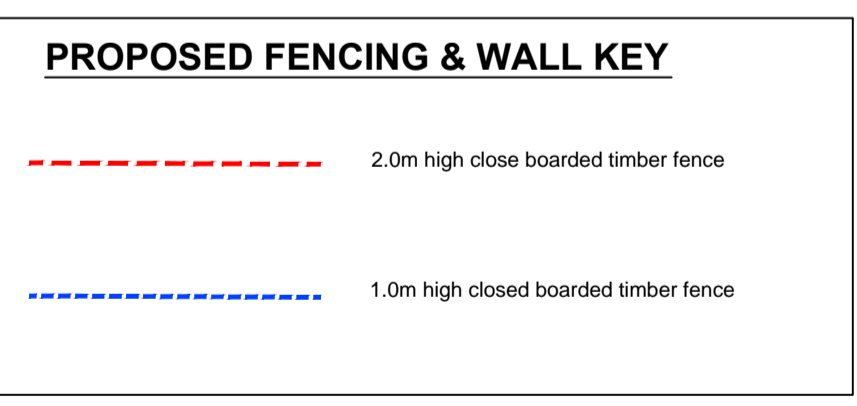 PROPOSED FENCING & WALL KEY
2.0m high close boarded timber fence
1.0m high closed boarded timber fence